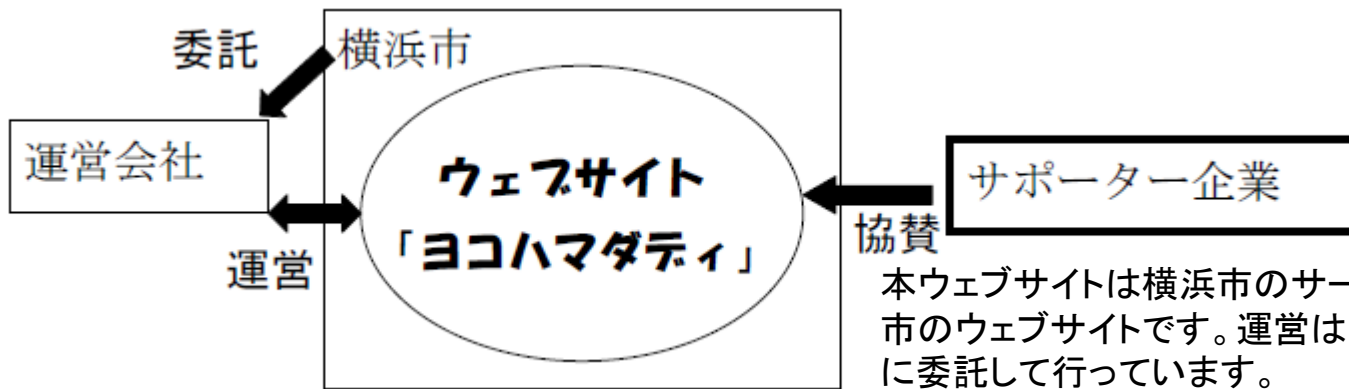 委託
横浜市
運営会社
ウェブサイト
「ヨコハマダディ」
運営
サポーター企業
協賛
本ウェブサイトは横浜市のサー
市のウェブサイトです。運営は
に委託して行っています。